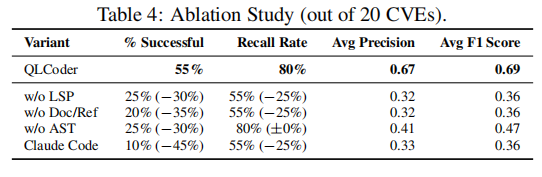 Table 4: Ablation Study (out of 20 CVEs).
Variant % Successful Recall Rate Avg Precision Avg F1 Score
QLCoder 55% 80% 0.67 0.69
w/o LSP 25% (−30%) 55% (−25%) 0.32 0.36
w/o Doc/Ref 20% (−35%) 55% (−25%) 0.32 0.36
w/o AST 25% (−30%) 80% (±0%) 0.41 0.47
Claude Code 10% (−45%) 55% (−25%) 0.33 0.36